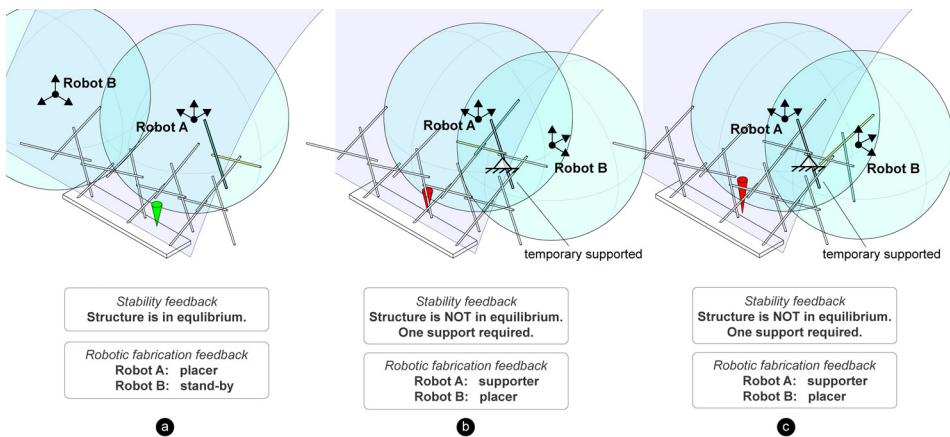 Robot B
Robot A
Robot A
Robot B
temporary supported
Robot A
Robot B
temporary supported
Stability feedback
Structure is in equlibrium.
Robotic fabrication feedback
Robot A: placer
Robot B: stand-by
a
Stability feedback
Structure is NOT in equilibrium.
One support required.
Robotic fabrication feedback
Robot A: supporter
Robot B: placer
b
Stability feedback
Structure is NOT in equilibrium.
One support required.
Robotic fabrication feedback
Robot A: supporter
Robot B: placer
c